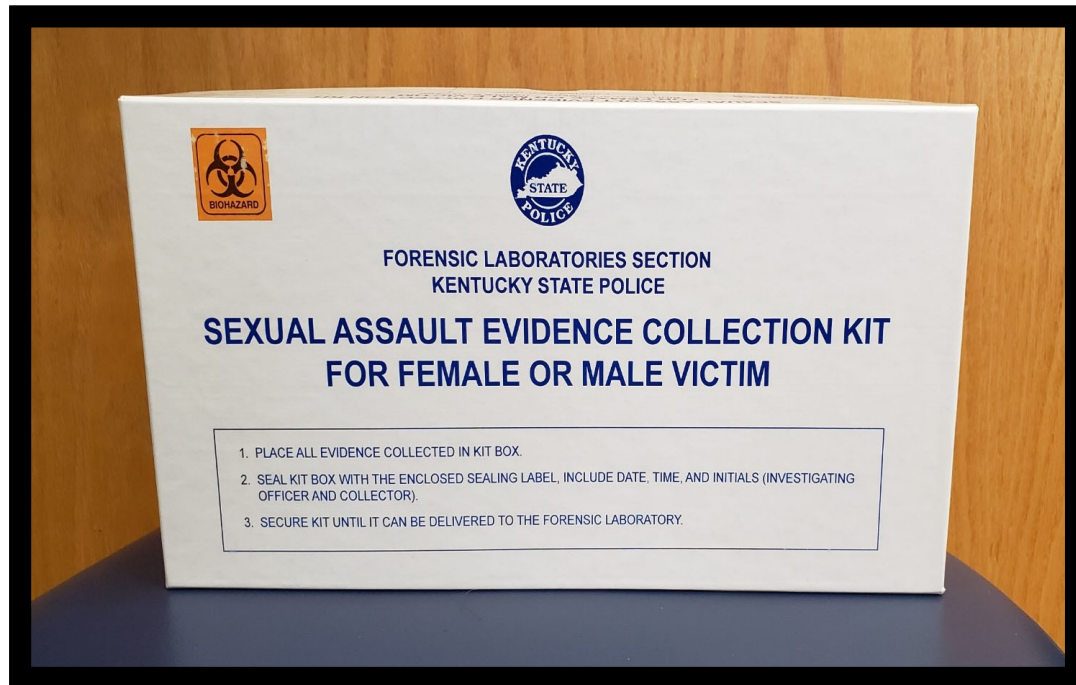 BIOHAZARD
KENTUCKY
STATE
POLICE
FORENSIC LABORATORIES SECTION
KENTUCKY STATE POLICE
SEXUAL ASSAULT EVIDENCE COLLECTION KIT
FOR FEMALE OR MALE VICTIM
1. PLACE ALL EVIDENCE COLLECTED IN KIT BOX.
2. SEAL KIT BOX WITH THE ENCLOSED SEALING LABEL, INCLUDE DATE, TIME, AND INITIALS (INVESTIGATING
OFFICER AND COLLECTOR).
3. SECURE KIT UNTIL IT CAN BE DELIVERED TO THE FORENSIC LABORATORY.